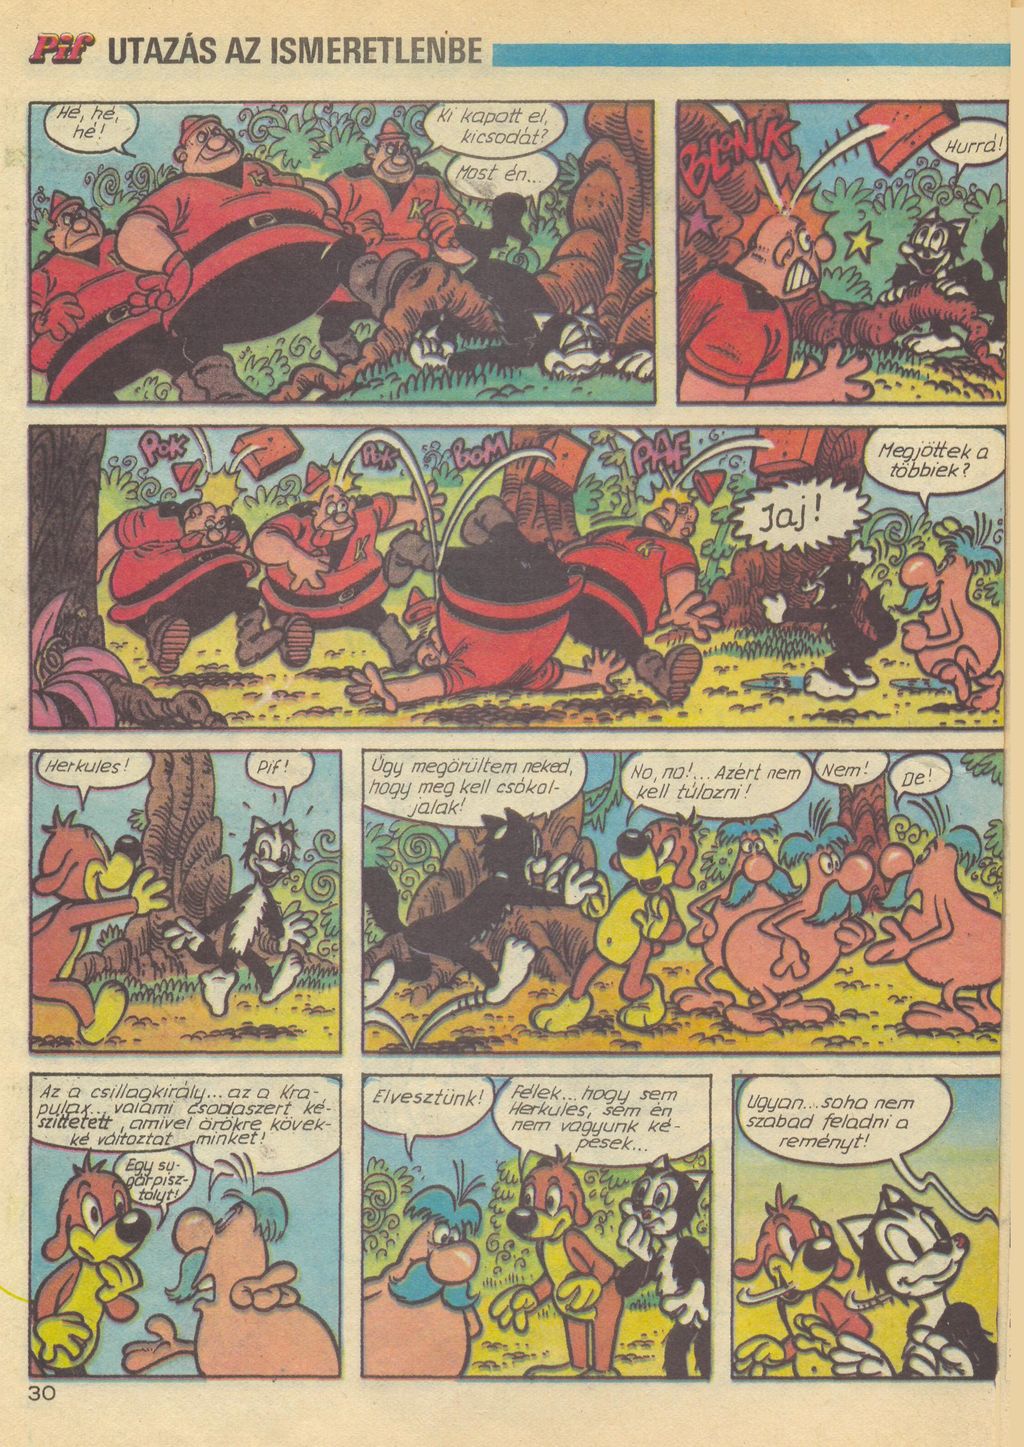 Pif UTAZÁS AZ ISMERETLENBE
Hé, hé,
hé!
Ki kapott el,
kicsodát?
Most én...
BLONK
Hurrá!
POK
POK
BOM
PAF
Jaj!
Megjöttek a
többiek?
Herkules!
Pif!
Úgy megörültem neked,
hogy meg kell csókol-
jalak!
No, no!... Azért nem
kell túlozni!
Nem!
De!
Az a csillagkirály... az a Kra-
pulax... valami csodaszert ké-
szíttetett, amivel örökre kövek-
ké változtat minket!
Egy su-
gárpisz-
tolyt!
Elvesztünk!
Félek... hogy sem
Herkules, sem én
nem vagyunk ké-
pesek...
Ugyan... soha nem
szabad feladni a
reményt!
30